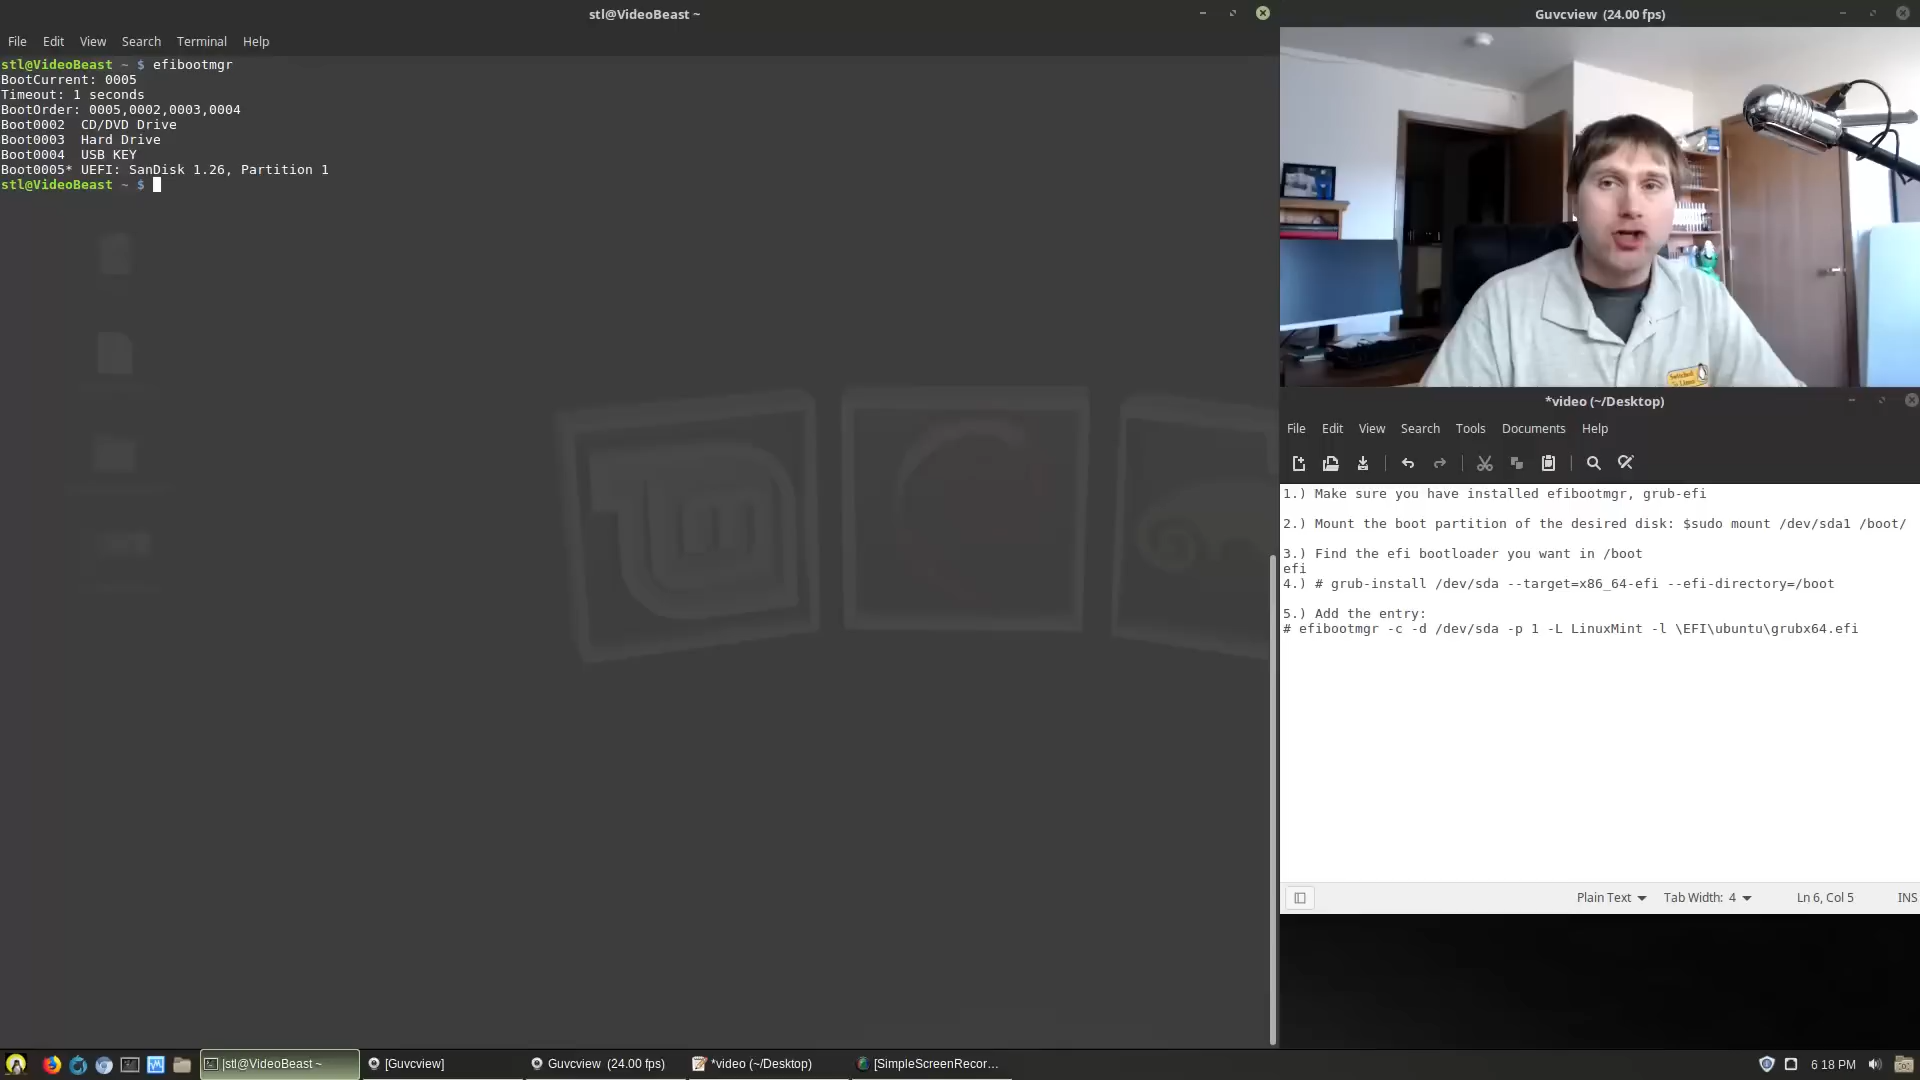 stl@VideoBeast ~
File Edit View Search Terminal Help
stl@VideoBeast ~ $ efibootmgr
BootCurrent: 0005
Timeout: 1 seconds
BootOrder: 0005,0002,0003,0004
Boot0002  CD/DVD Drive
Boot0003  Hard Drive
Boot0004  USB KEY
Boot0005* UEFI: SanDisk 1.26, Partition 1
stl@VideoBeast ~ $
Guvcview (24.00 fps)
Switched
to Linux
*video (~/Desktop)
File Edit View Search Tools Documents Help
1.) Make sure you have installed efibootmgr, grub-efi
2.) Mount the boot partition of the desired disk: $sudo mount /dev/sda1 /boot/
3.) Find the efi bootloader you want in /boot
efi
4.) # grub-install /dev/sda --target=x86_64-efi --efi-directory=/boot
5.) Add the entry:
# efibootmgr -c -d /dev/sda -p 1 -L LinuxMint -l \EFI\ubuntu\grubx64.efi
Plain Text Tab Width: 4 Ln 6, Col 5 INS
stl@VideoBeast ~ [Guvcview] Guvcview (24.00 fps) *video (~/Desktop) [SimpleScreenRecor... 6:18 PM